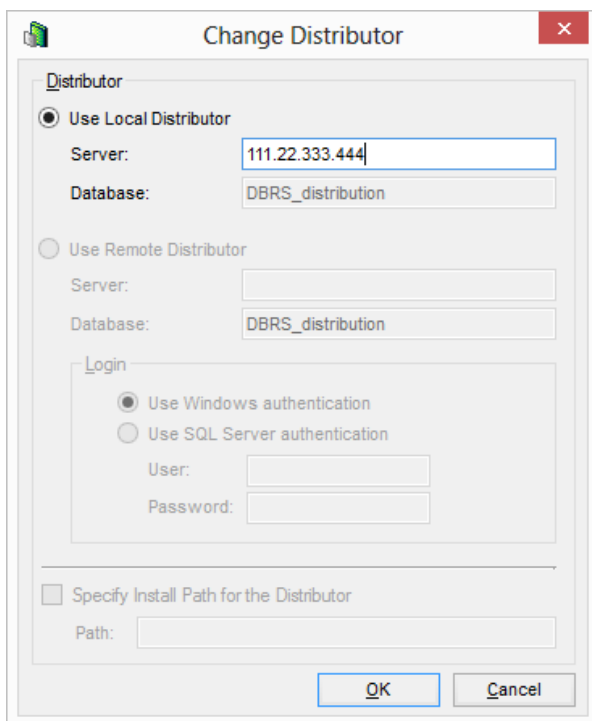 Change Distributor
Distributor
Use Local Distributor
Server: 111.22.333.444
Database: DBRS_distribution
Use Remote Distributor
Server:
Database: DBRS_distribution
Login
Use Windows authentication
Use SQL Server authentication
User:
Password:
Specify Install Path for the Distributor
Path:
OK Cancel